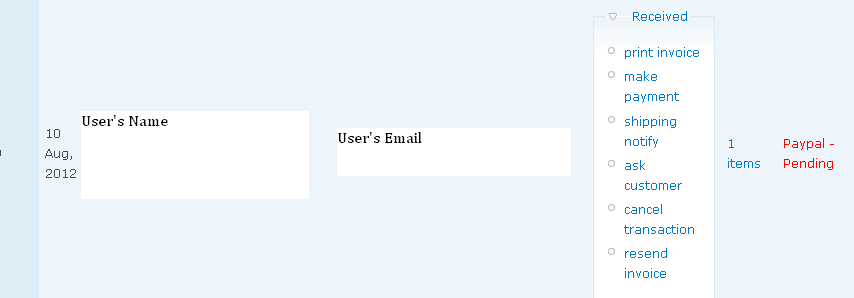 Received
print invoice
make
payment
shipping
notify
ask
customer
cancel
transaction
resend
invoice
10
Aug,
2012
User's Name
User's Email
1
items
Paypal -
Pending